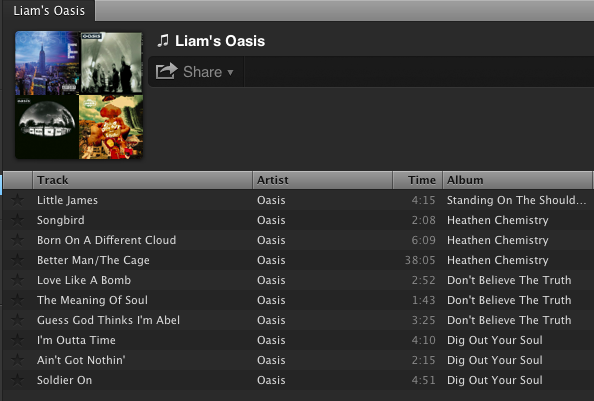 Liam's Oasis
Liam's Oasis
Share
Track Artist Time Album
Little James Oasis 4:15 Standing On The Should...
Songbird Oasis 2:08 Heathen Chemistry
Born On A Different Cloud Oasis 6:09 Heathen Chemistry
Better Man/The Cage Oasis 38:05 Heathen Chemistry
Love Like A Bomb Oasis 2:52 Don't Believe The Truth
The Meaning Of Soul Oasis 1:43 Don't Believe The Truth
Guess God Thinks I'm Abel Oasis 3:25 Don't Believe The Truth
I'm Outta Time Oasis 4:10 Dig Out Your Soul
Ain't Got Nothin' Oasis 2:15 Dig Out Your Soul
Soldier On Oasis 4:51 Dig Out Your Soul